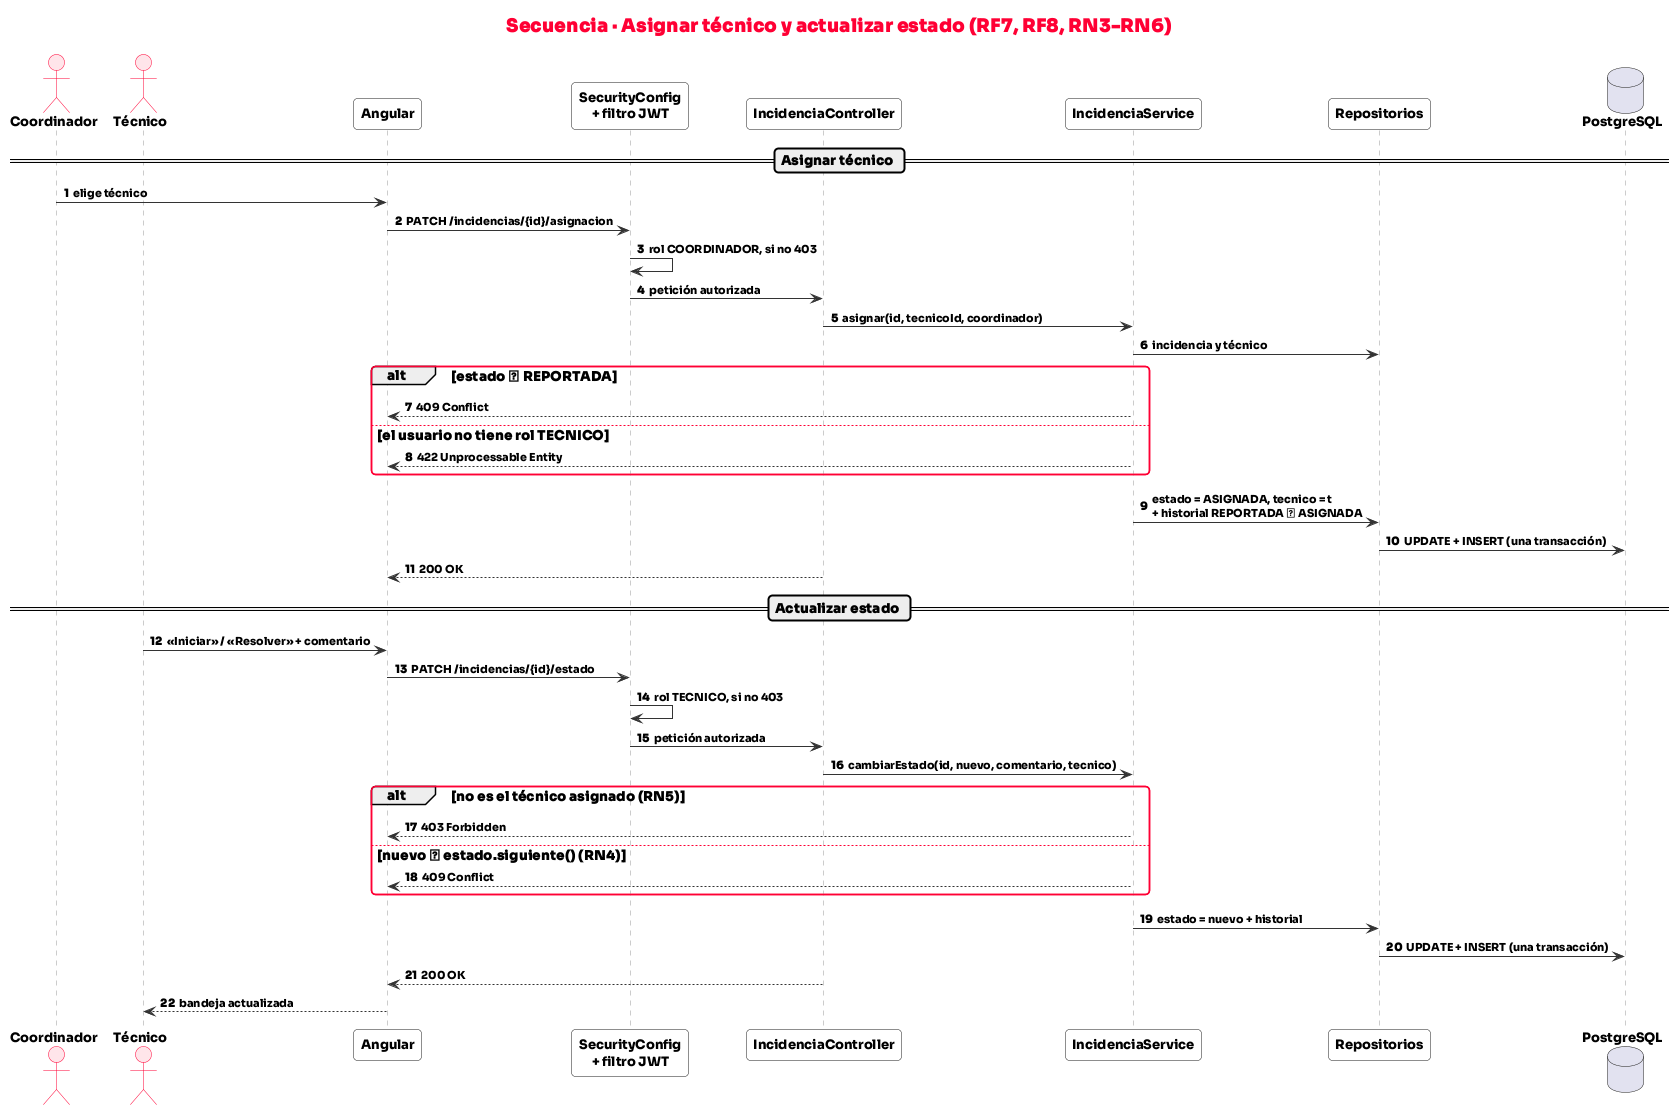 Secuencia · Asignar técnico y actualizar estado (RF7, RF8, RN3–RN6)
Coordinador
Técnico
Angular
SecurityConfig
+ filtro JWT
IncidenciaController
IncidenciaService
Repositorios
PostgreSQL
Asignar técnico
1 elige técnico
2 PATCH /incidencias/{id}/asignacion
3 rol COORDINADOR, si no 403
4 petición autorizada
5 asignar(id, tecnicoId, coordinador)
6 incidencia y técnico
alt [estado REPORTADA]
7 409 Conflict
[el usuario no tiene rol TECNICO]
8 422 Unprocessable Entity
9 estado = ASIGNADA, tecnico = t
+ historial REPORTADA ASIGNADA
10 UPDATE + INSERT (una transacción)
11 200 OK
Actualizar estado
12 «Iniciar» / «Resolver» + comentario
13 PATCH /incidencias/{id}/estado
14 rol TECNICO, si no 403
15 petición autorizada
16 cambiarEstado(id, nuevo, comentario, tecnico)
alt [no es el técnico asignado (RN5)]
17 403 Forbidden
[nuevo estado.siguiente() (RN4)]
18 409 Conflict
19 estado = nuevo + historial
20 UPDATE + INSERT (una transacción)
21 200 OK
22 bandeja actualizada
Coordinador
Técnico
Angular
SecurityConfig
+ filtro JWT
IncidenciaController
IncidenciaService
Repositorios
PostgreSQL